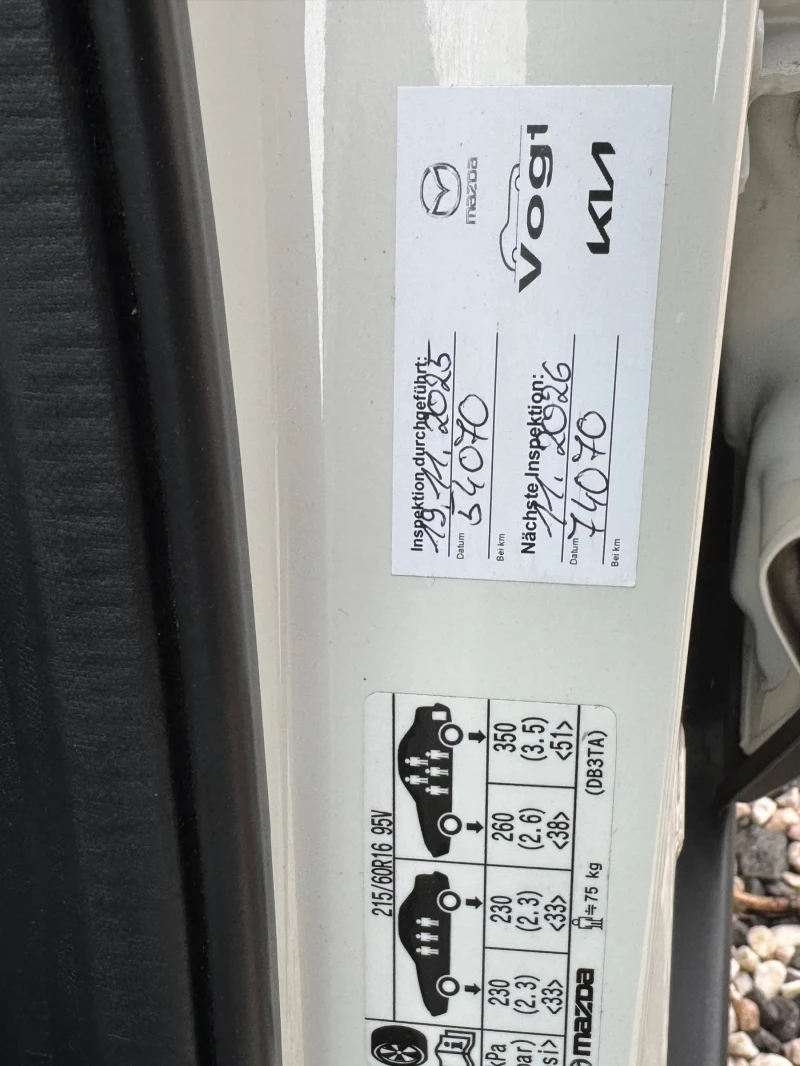 mazda
Vogt
KIA
Inspektion durchgeführt:
19.11.2025
Datum
54070
Bei km
Nächste Inspektion:
11.2026
Datum
74070
Bei km
215/60R16 95V
230 230 260 350
(2.3) (2.3) (2.6) (3.5)
<33> <33> <38> <51>
mazda ≒75 kg (DB3TA)